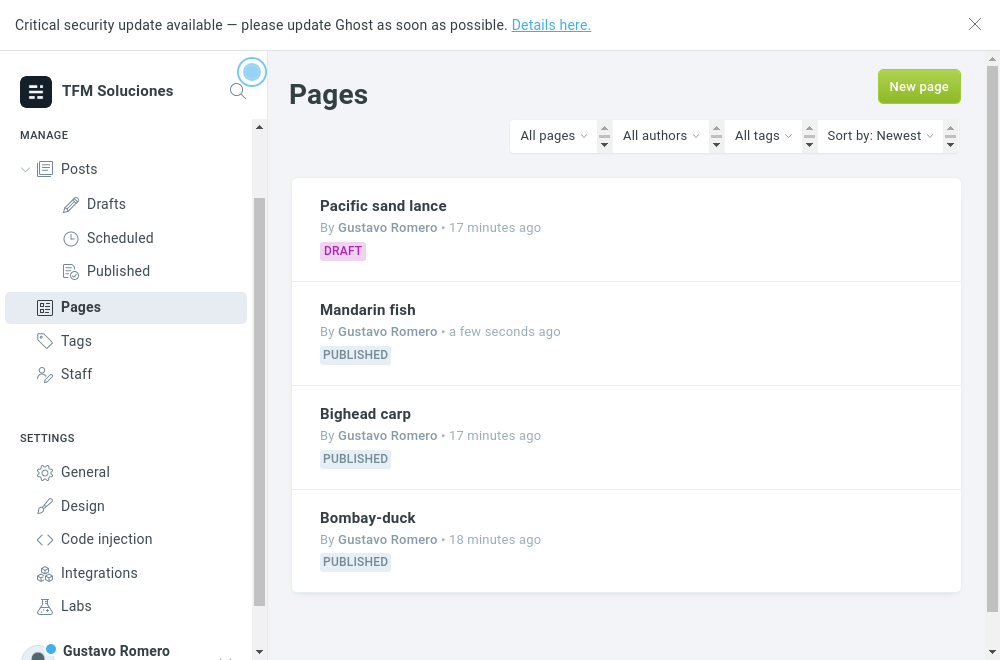 Critical security update available — please update Ghost as soon as possible. Details here.
TFM Soluciones
MANAGE
Posts
Drafts
Scheduled
Published
Pages
Tags
Staff
SETTINGS
General
Design
Code injection
Integrations
Labs
Gustavo Romero
Pages
New page
All pages
All authors
All tags
Sort by: Newest
Pacific sand lance
By Gustavo Romero • 17 minutes ago
DRAFT
Mandarin fish
By Gustavo Romero • a few seconds ago
PUBLISHED
Bighead carp
By Gustavo Romero • 17 minutes ago
PUBLISHED
Bombay-duck
By Gustavo Romero • 18 minutes ago
PUBLISHED